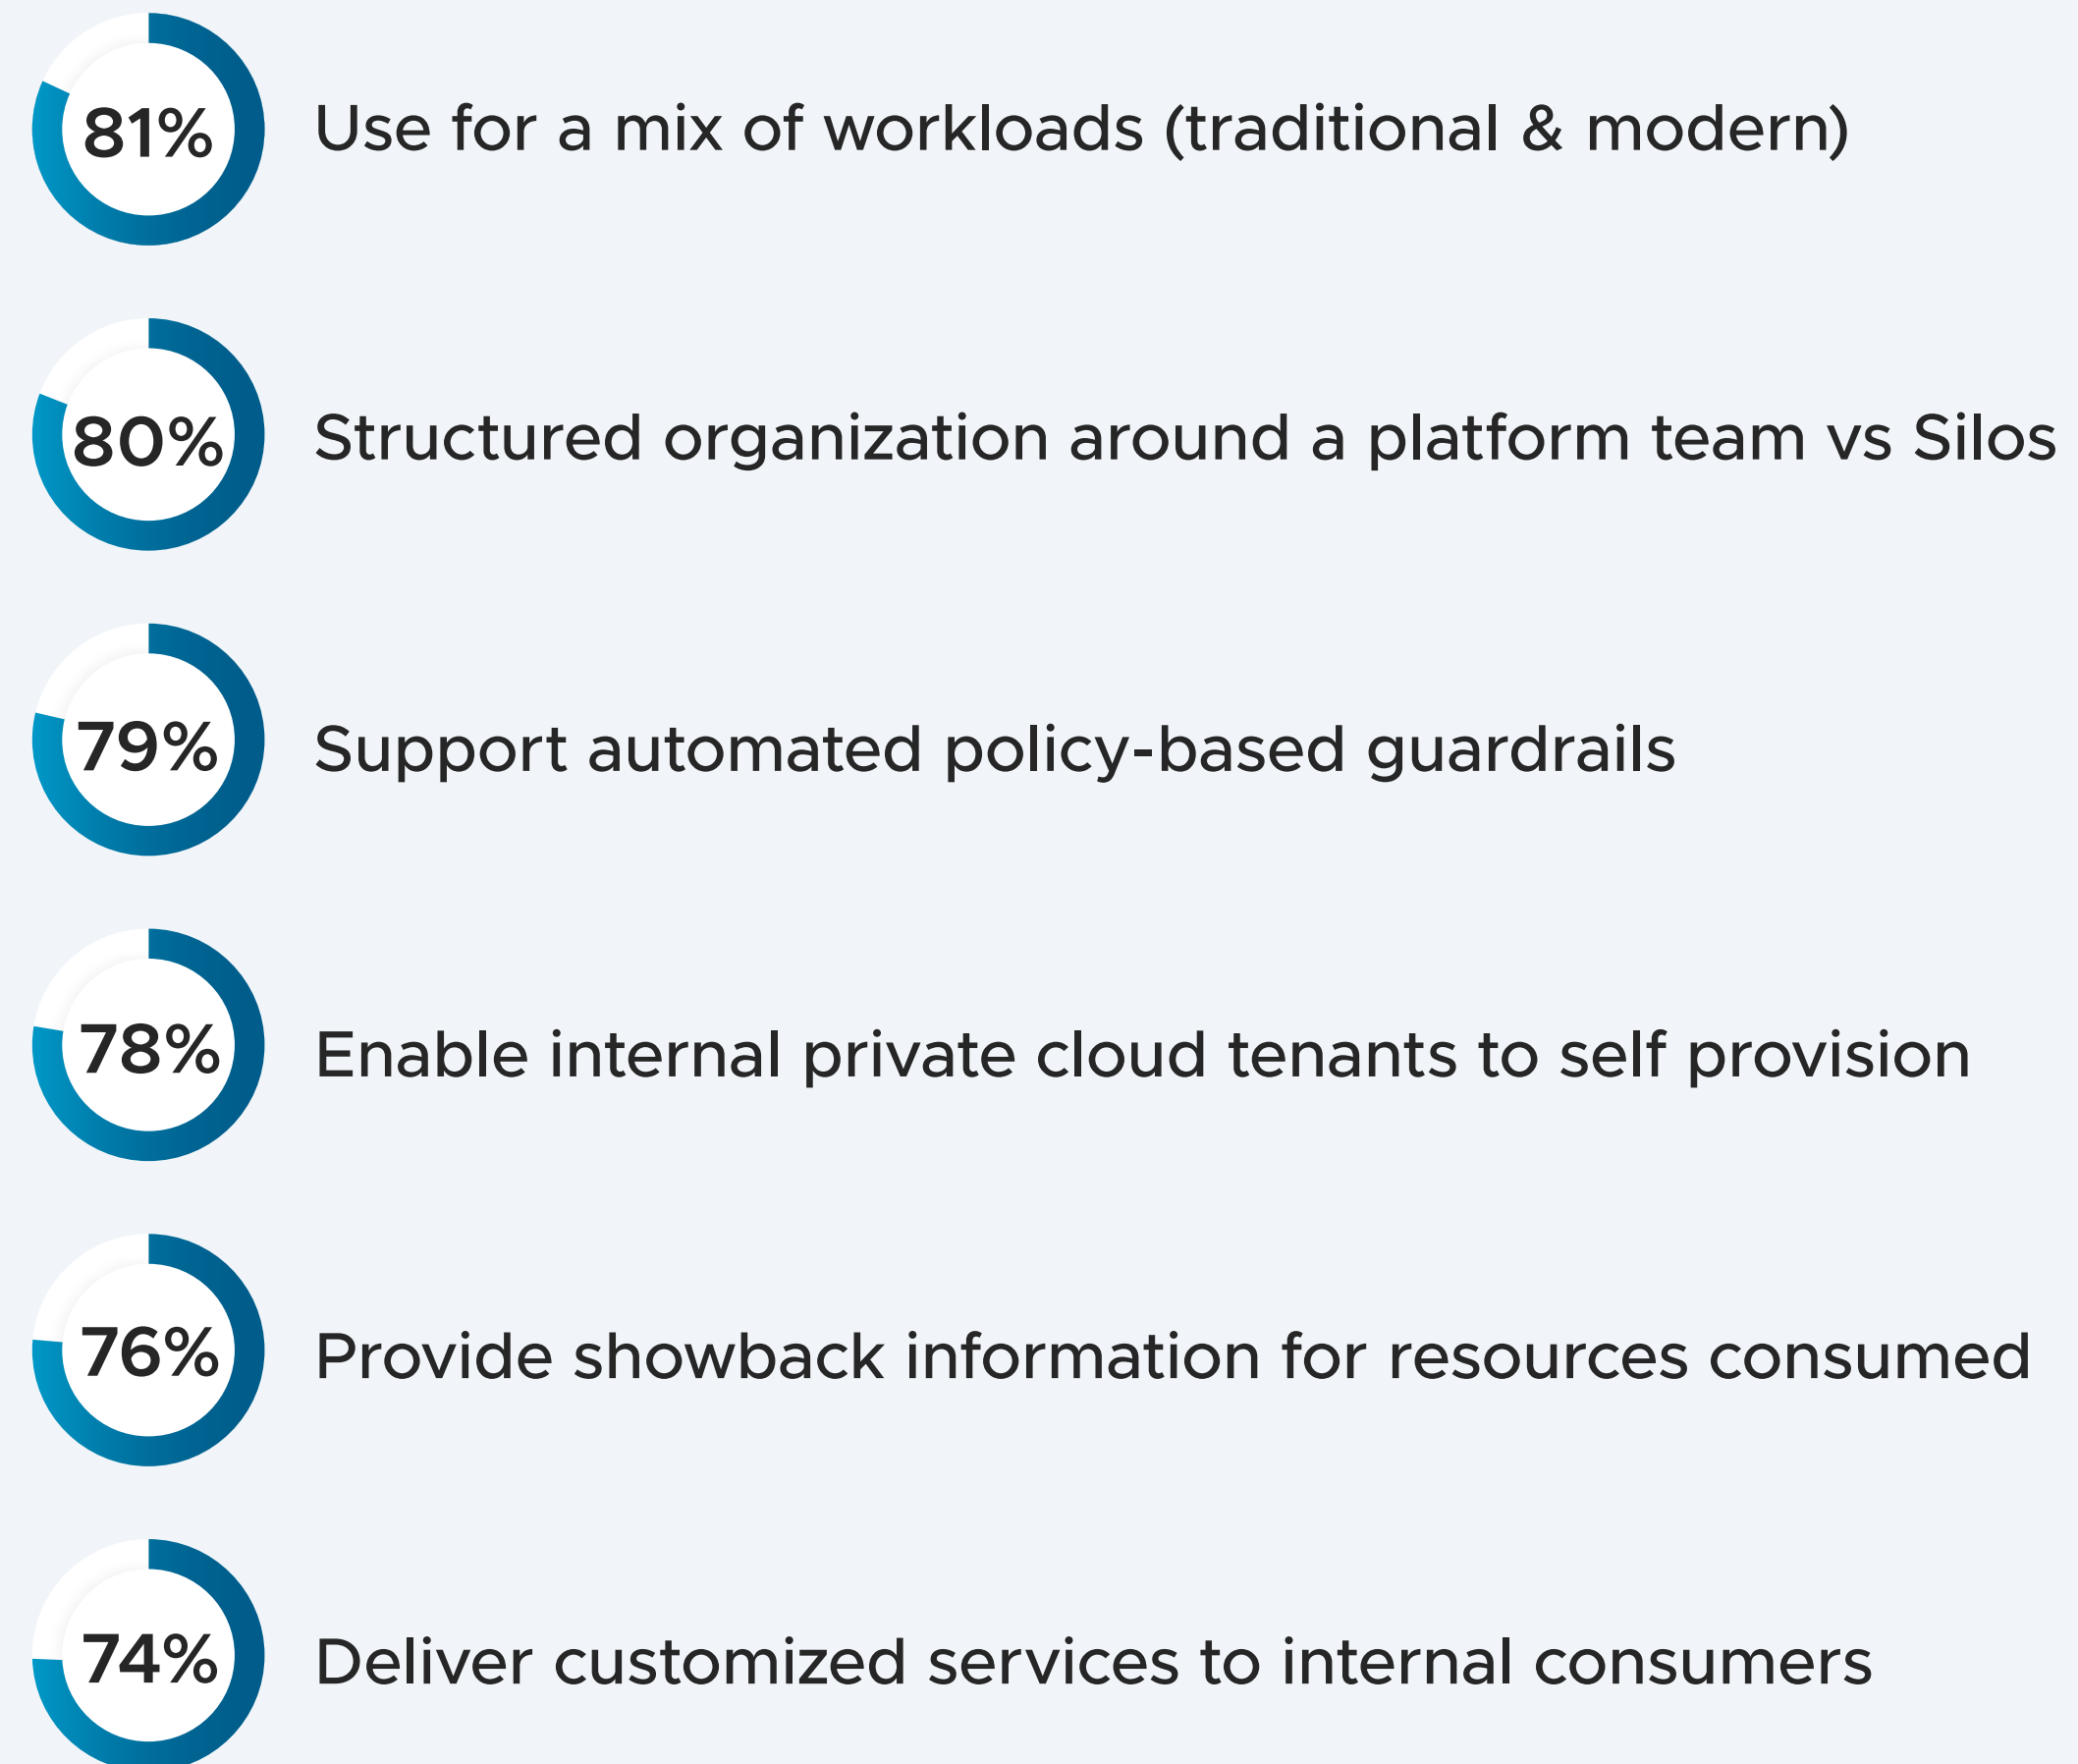 81% Use for a mix of workloads (traditional & modern)
80% Structured organization around a platform team vs Silos
79% Support automated policy-based guardrails
78% Enable internal private cloud tenants to self provision
76% Provide showback information for resources consumed
74% Deliver customized services to internal consumers